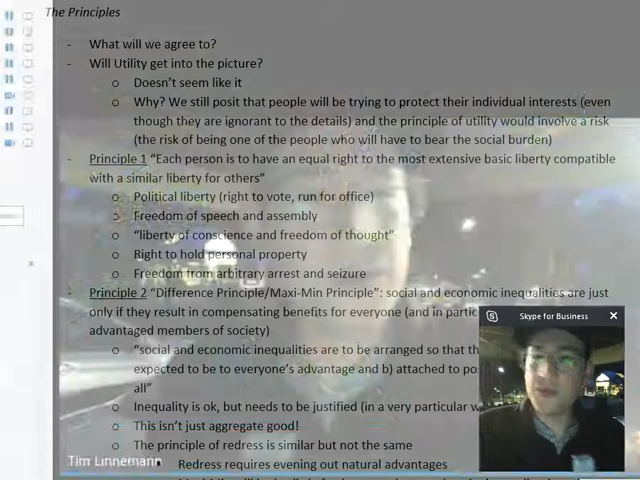 The Principles
- What will we agree to?
- Will Utility get into the picture?
o Doesn't seem like it
o Why? We still posit that people will be trying to protect their individual interests (even
though they are ignorant to the details) and the principle of utility would involve a risk
(the risk of being one of the people who will have to bear the social burden)
- Principle 1 "Each person is to have an equal right to the most extensive basic liberty compatible
with a similar liberty for others"
o Political liberty (right to vote, run for office)
o Freedom of speech and assembly
o "liberty of conscience and freedom of thought"
o Right to hold personal property
o Freedom from arbitrary arrest and seizure
- Principle 2 "Difference Principle/Maxi-Min Principle": social and economic inequalities are just
only if they result in compensating benefits for everyone (and in
Skype for Business
advantaged members of society)
o "social and economic inequalities are to be arranged so that
expected to be to everyone's advantage and b) attached to
all"
o Inequality is ok, but needs to be justified (in a very particular
o This isn't just aggregate good!
o The principle of redress is similar but not the same
Tim Linnemann
Redress requires evening out natural advantages